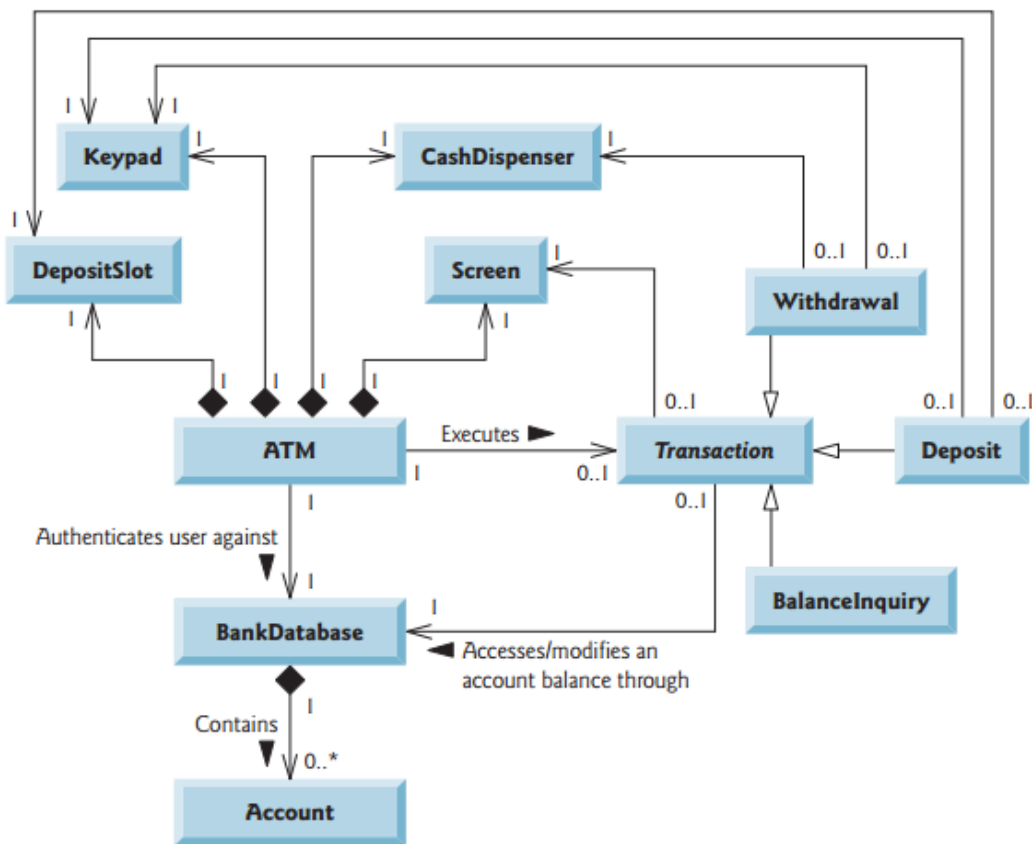 1 1 1 1
Keypad
CashDispenser
1
DepositSlot
1 1
Screen
1
0..1 0..1
Withdrawal
1 1
1 1 1 1
0..1
0..1 0..1
ATM
Executes
Transaction
Deposit
1 0..1
1
0..1
Authenticates user against
1
1
BankDatabase
BalanceInquiry
Accesses/modifies an
account balance through
1
Contains
0..*
Account